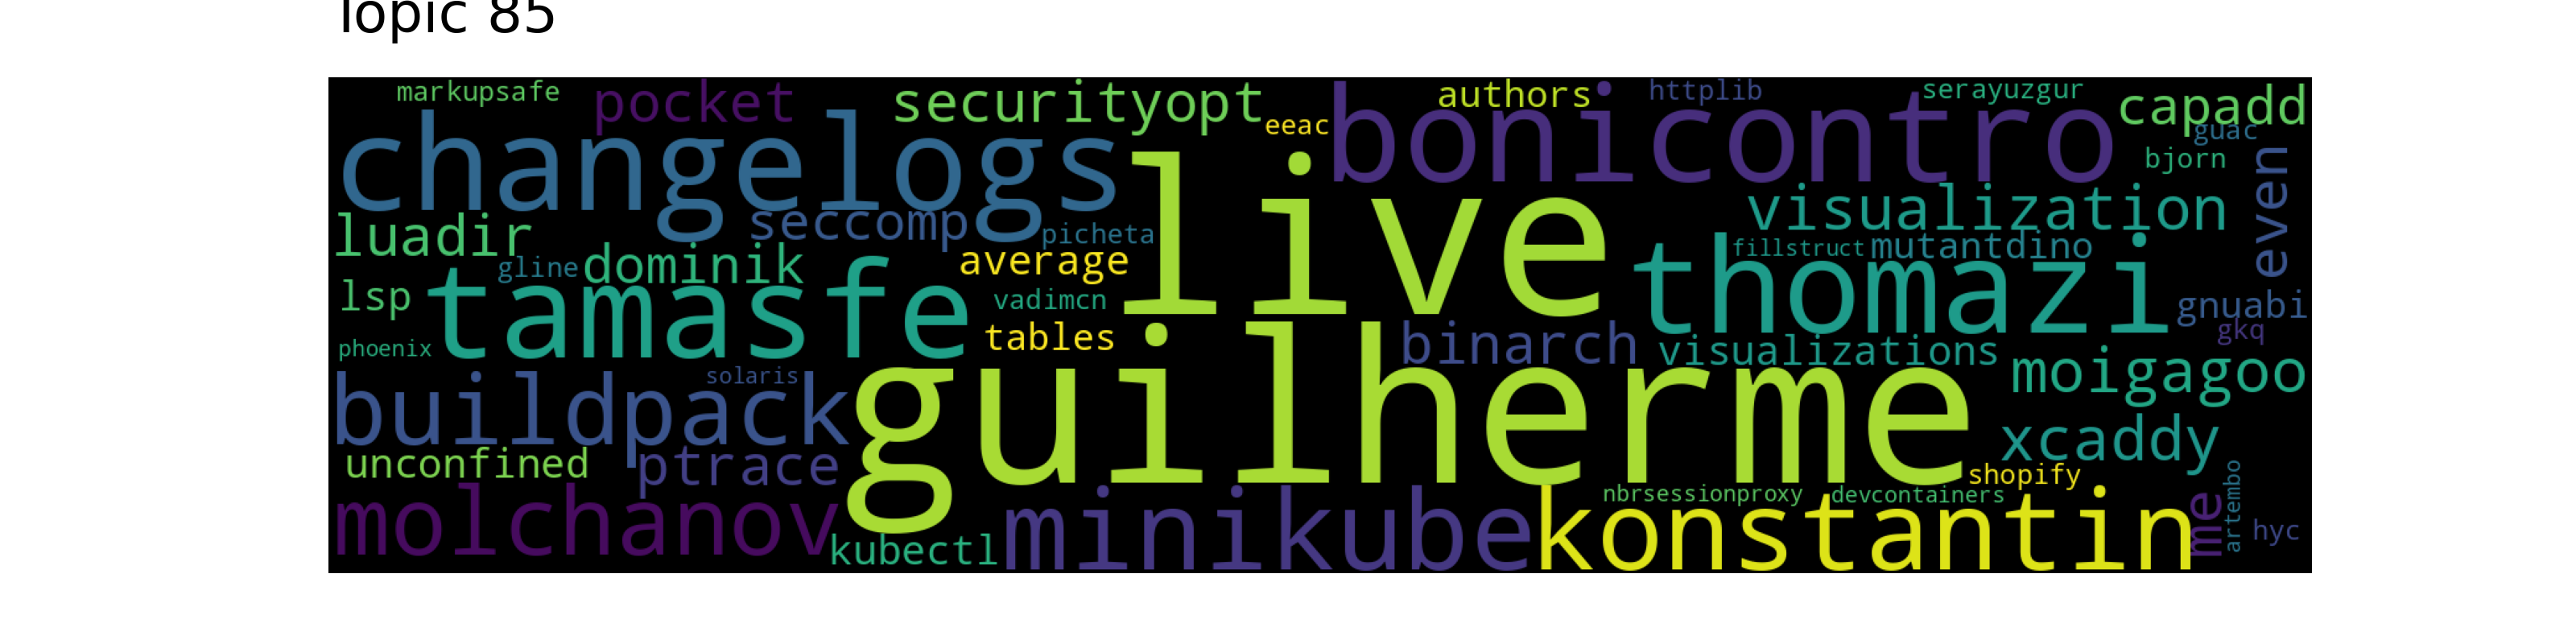 Topic 85
markupsafe pocket securityopt authors httplib serayuzgur
changelogs eeac bonicontro capadd
guac
bjorn
even
luadir seccomp picheta live visualization
gline dominik average fillstruct mutantdino
lsp tamasfe vadimcn thomazi gnuabi
phoenix tables binarch visualizations gkq
solaris moigagoo
buildpack guilherme xcaddy
unconfined ptrace shopify
nbrsessionproxy devcontainers
molchanov minikube konstantin me artembo hyc
kubectl